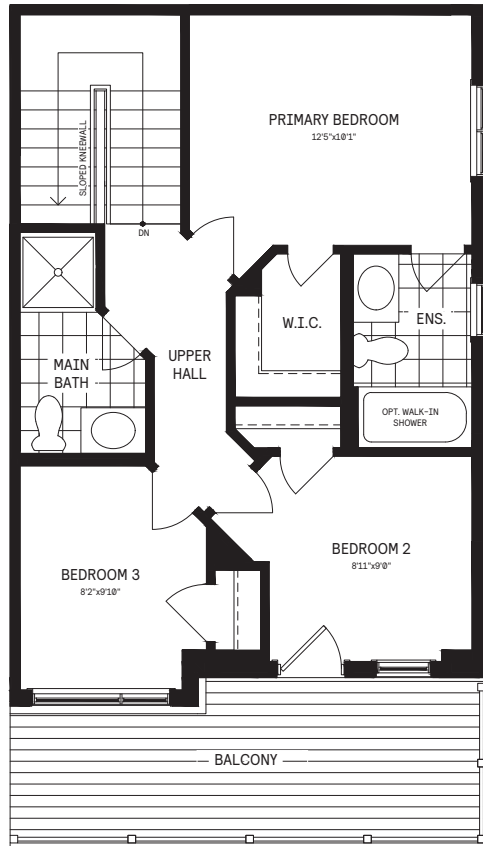 PRIMARY BEDROOM
12'5"x10'1"
SLOPED KNEEWALL
DN
W.I.C.
ENS.
UPPER
HALL
MAIN
BATH
OPT. WALK-IN
SHOWER
BEDROOM 2
8'11"x9'0"
BEDROOM 3
8'2"x9'10"
BALCONY